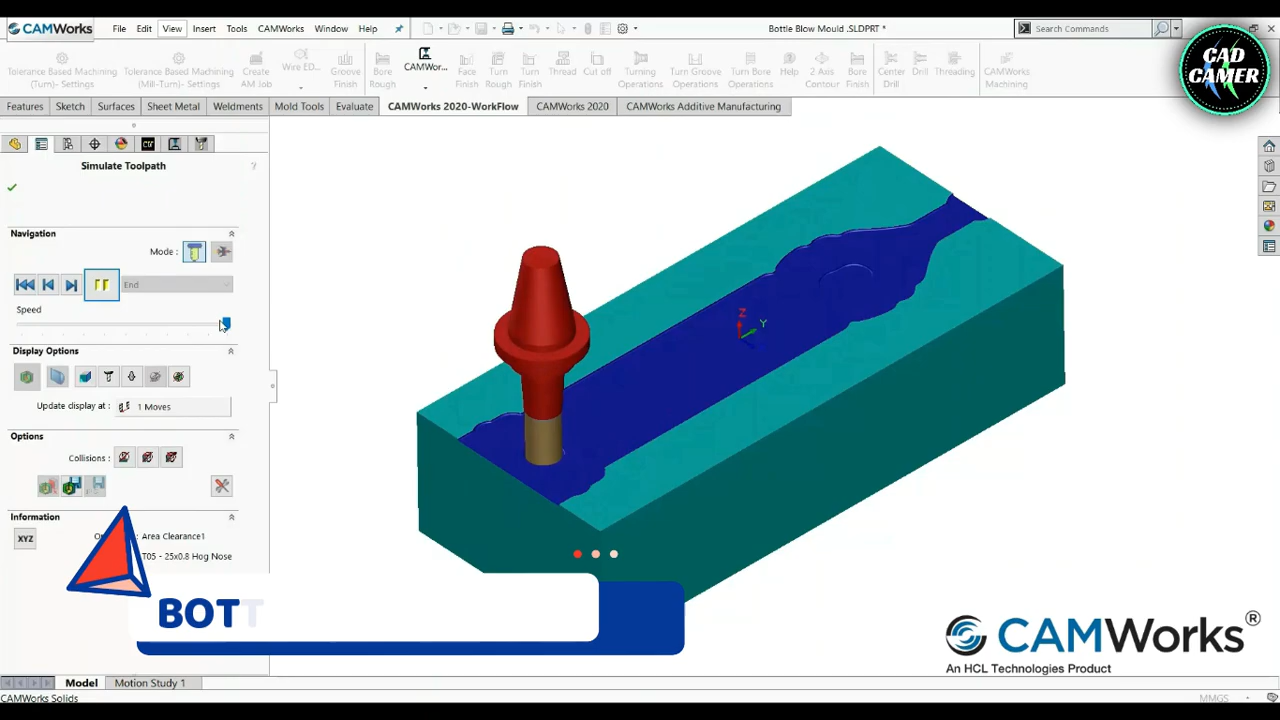 CAMWorks File Edit View Insert Tools CAMWorks Window Help Bottle Blow Mould .SLDPRT * Search Commands
Tolerance Based Machining (Turn)- Settings
Tolerance Based Machining (Mill-Turn)- Settings
Create AM Job
Wire ED...
Groove Finish
Bore Rough
CAMWor...
Face Finish
Turn Rough
Turn Finish
Thread
Cut off
Turning Operations
Turn Groove Operations
Turn Bore Operations
Help
2 Axis Contour
Bore Finish
Center Drill
Drill
Threading
CAMWorks Machining
CAD CAMER
Features Sketch Surfaces Sheet Metal Weldments Mold Tools Evaluate CAMWorks 2020-WorkFlow CAMWorks 2020 CAMWorks Additive Manufacturing
Simulate Toolpath ?
Navigation
Mode :
End
Speed
Display Options
Update display at : 1 Moves
Options
Collisions :
Information
XYZ
Area Clearance1
T05 - 25x0.8 Hog Nose
Z
Y
BOTT
CAMWorks®
An HCL Technologies Product
Model Motion Study 1
CAMWorks Solids MMGS